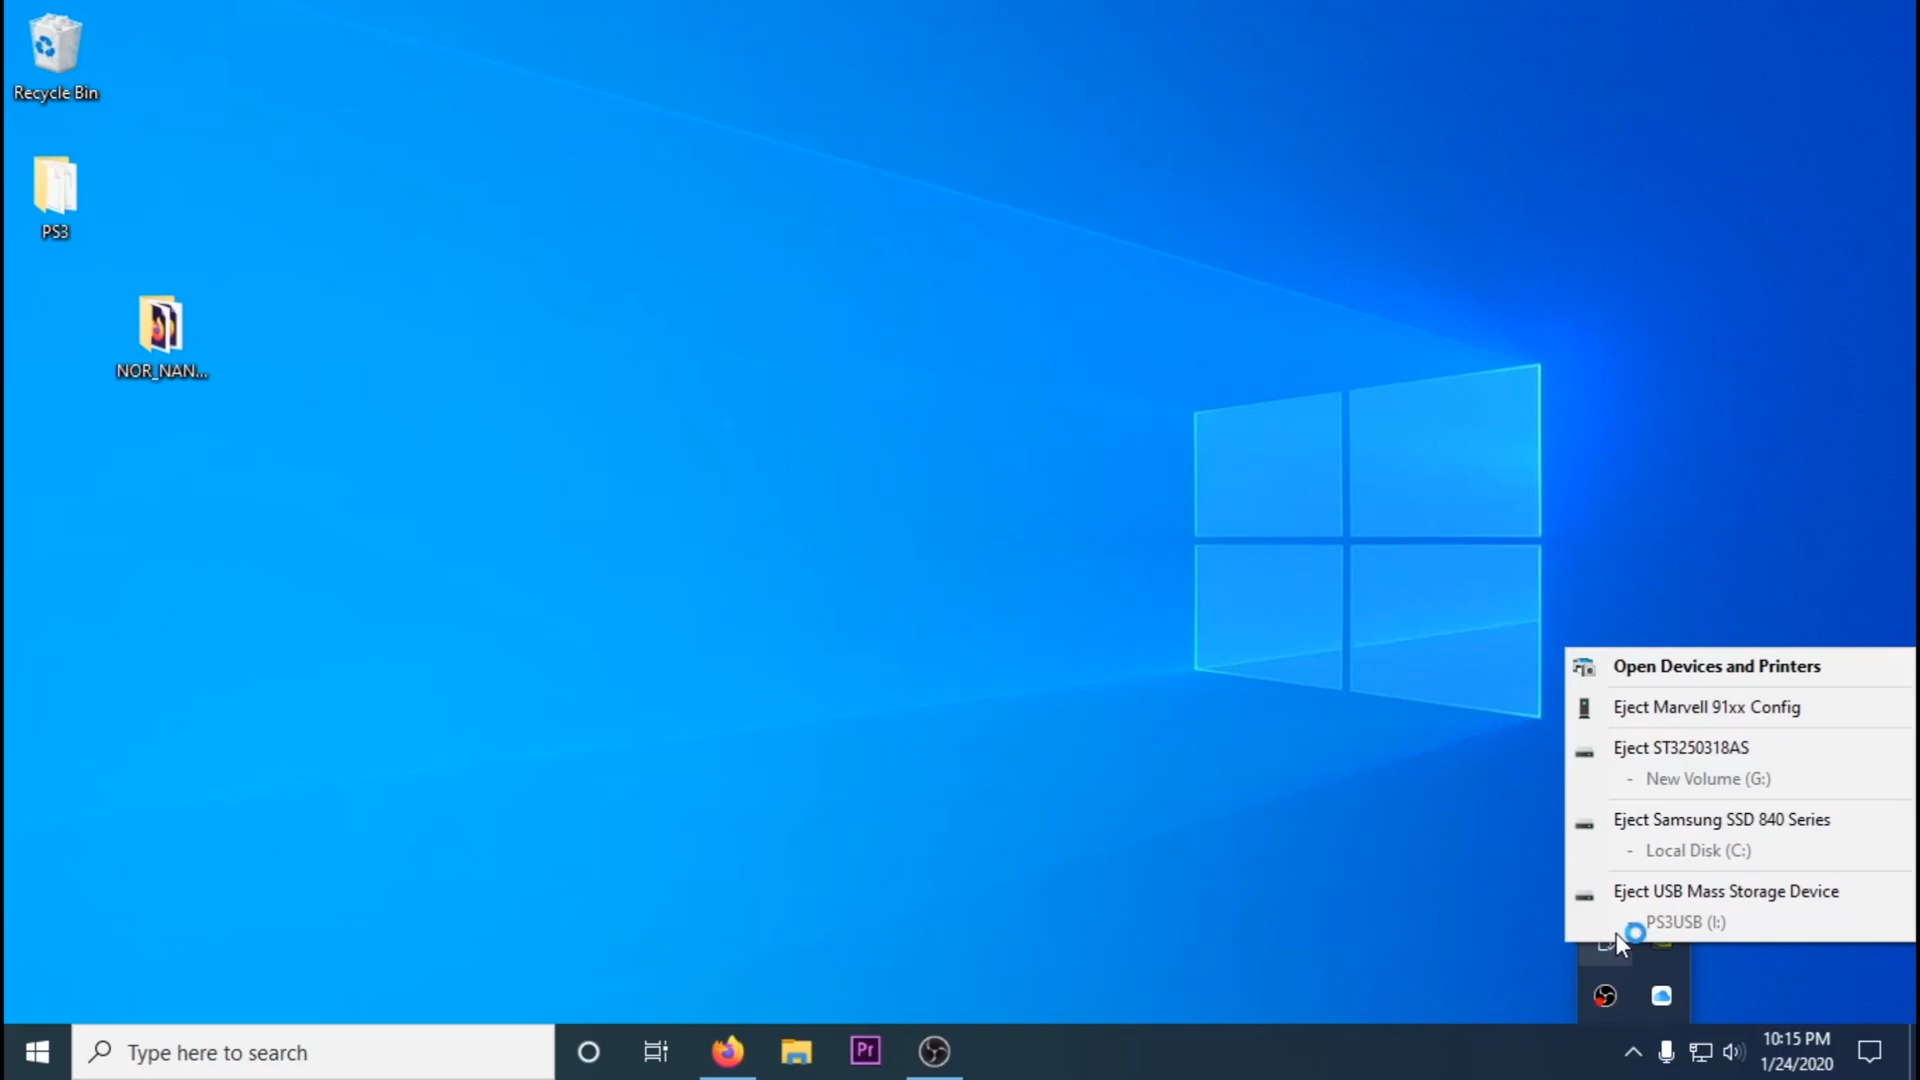 Recycle Bin
PS3
NOR_NAN...
Open Devices and Printers
Eject Marvell 91xx Config
Eject ST3250318AS
- New Volume (G:)
Eject Samsung SSD 840 Series
- Local Disk (C:)
Eject USB Mass Storage Device
PS3USB (I:)
Type here to search
Pr
10:15 PM
1/24/2020